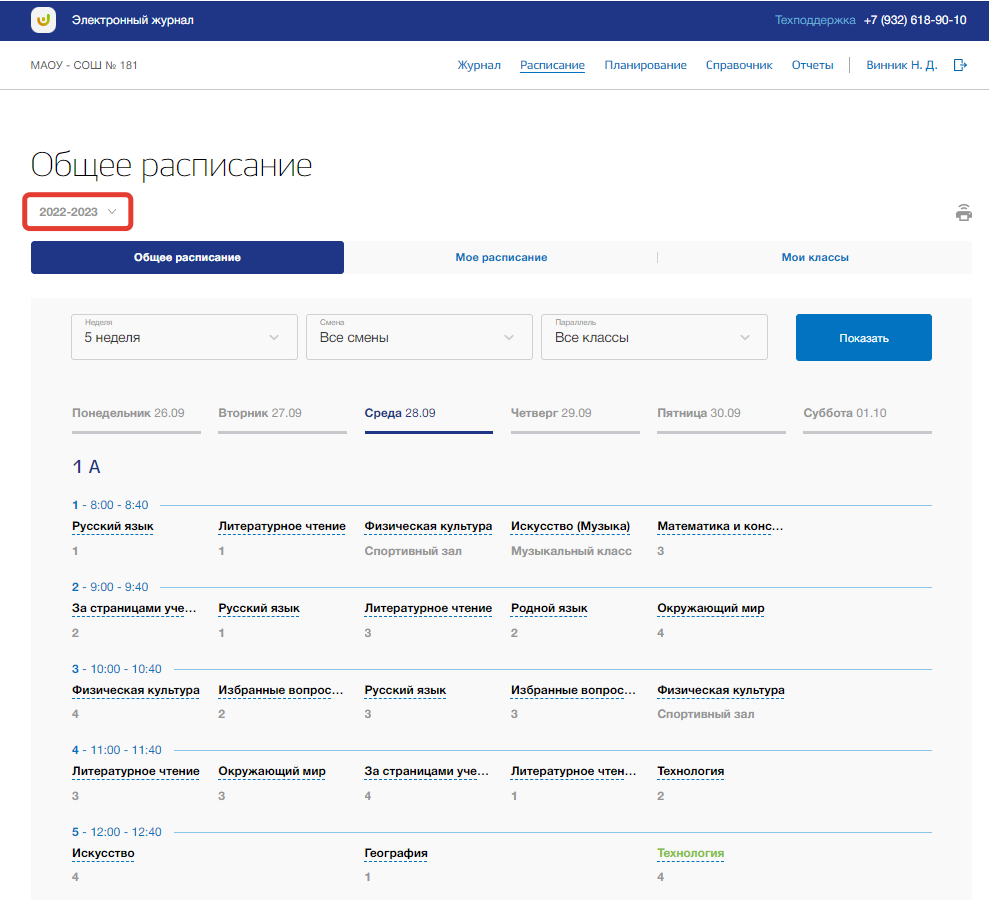 Электронный журнал Техподдержка +7 (932) 618-90-10
МАОУ - СОШ № 181 Журнал Расписание Планирование Справочник Отчеты Винник Н. Д.
Общее расписание
2022-2023
Общее расписание Мое расписание Мои классы
Неделя Смена Параллель
5 неделя Все смены Все классы Показать
Понедельник 26.09 Вторник 27.09 Среда 28.09 Четверг 29.09 Пятница 30.09 Суббота 01.10
1 А
1 - 8:00 - 8:40
Русский язык Литературное чтение Физическая культура Искусство (Музыка) Математика и конс...
1 1 Спортивный зал Музыкальный класс 3
2 - 9:00 - 9:40
За страницами уче... Русский язык Литературное чтение Родной язык Окружающий мир
2 1 3 2 4
3 - 10:00 - 10:40
Физическая культура Избранные вопрос... Русский язык Избранные вопрос... Физическая культура
4 2 3 3 Спортивный зал
4 - 11:00 - 11:40
Литературное чтение Окружающий мир За страницами уче... Литературное чтен... Технология
3 3 4 1 2
5 - 12:00 - 12:40
Искусство География Технология
4 1 4